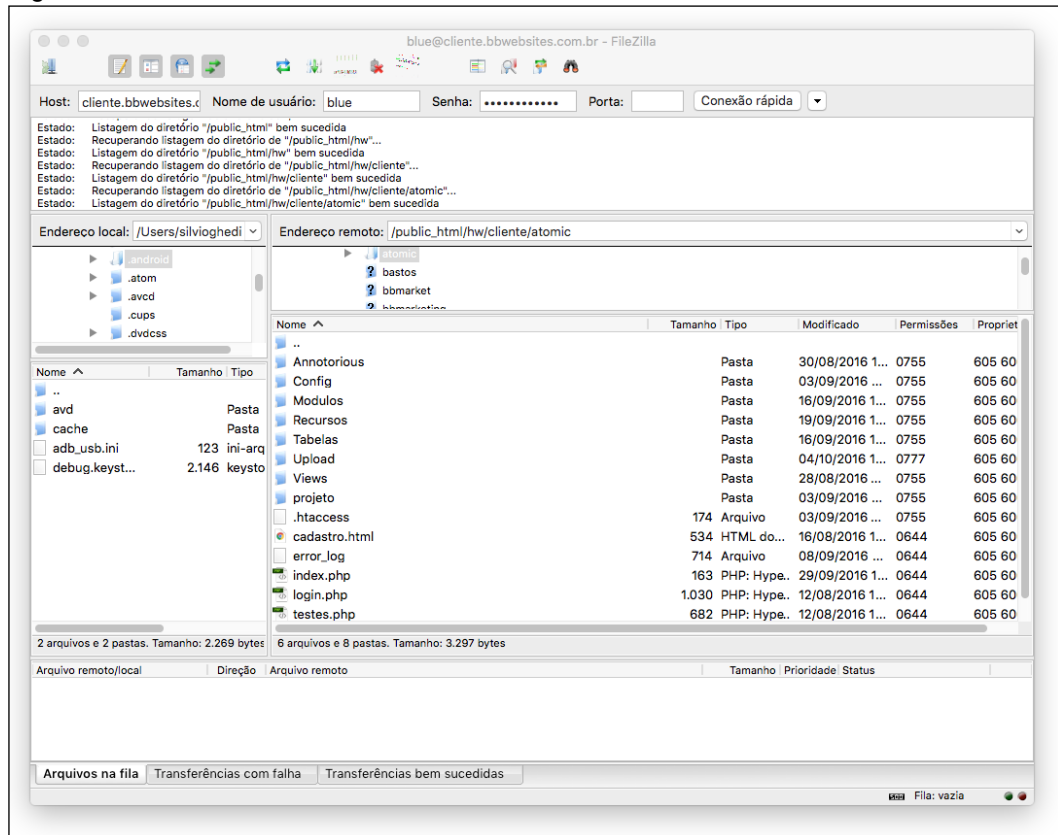 blue@cliente.bbwebsites.com.br - FileZilla
Host: cliente.bbwebsites.c Nome de usuário: blue Senha: •••••••••••• Porta: Conexão rápida
Estado: Listagem do diretório "/public_html" bem sucedida
Estado: Recuperando listagem do diretório de "/public_html/hw"...
Estado: Listagem do diretório "/public_html/hw" bem sucedida
Estado: Recuperando listagem do diretório de "/public_html/hw/cliente"...
Estado: Listagem do diretório "/public_html/hw/cliente" bem sucedida
Estado: Recuperando listagem do diretório de "/public_html/hw/cliente/atomic"...
Estado: Listagem do diretório "/public_html/hw/cliente/atomic" bem sucedida
Endereço local: /Users/silvioghedi
.android
.atom
.avcd
.cups
.dvdcss
Nome Tamanho Tipo
..
avd Pasta
cache Pasta
adb_usb.ini 123 ini-arq
debug.keyst... 2.146 keysto
2 arquivos e 2 pastas. Tamanho: 2.269 bytes
Endereço remoto: /public_html/hw/cliente/atomic
atomic
bastos
bbmarket
bbmarketing
Nome Tamanho Tipo Modificado Permissões Propriet
..
Annotorious Pasta 30/08/2016 1... 0755 605 60
Config Pasta 03/09/2016 ... 0755 605 60
Modulos Pasta 16/09/2016 1... 0755 605 60
Recursos Pasta 19/09/2016 1... 0755 605 60
Tabelas Pasta 16/09/2016 1... 0755 605 60
Upload Pasta 04/10/2016 1... 0777 605 60
Views Pasta 28/08/2016 ... 0755 605 60
projeto Pasta 03/09/2016 ... 0755 605 60
.htaccess 174 Arquivo 03/09/2016 ... 0755 605 60
cadastro.html 534 HTML do... 16/08/2016 1... 0644 605 60
error_log 714 Arquivo 08/09/2016 ... 0644 605 60
index.php 163 PHP: Hype.. 29/09/2016 1... 0644 605 60
login.php 1.030 PHP: Hype.. 12/08/2016 1... 0644 605 60
testes.php 682 PHP: Hype.. 12/08/2016 1... 0644 605 60
6 arquivos e 8 pastas. Tamanho: 3.297 bytes
Arquivo remoto/local Direção Arquivo remoto Tamanho Prioridade Status
Arquivos na fila Transferências com falha Transferências bem sucedidas
Fila: vazia